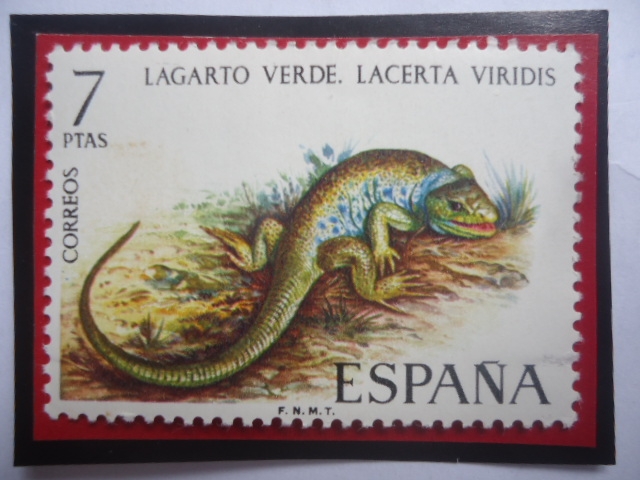 7
PTAS
LAGARTO VERDE. LACERTA VIRIDIS
CORREOS
ESPAÑA
F.N.M.T.